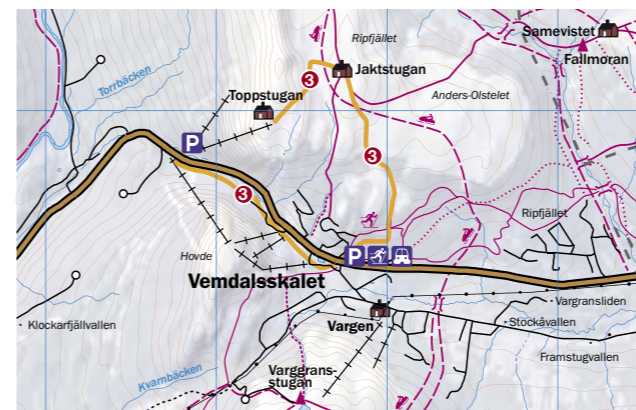 Ripfjället
Samevistet
Fallmoran
Torrbäcken
Toppstugan
3
Jaktstugan
Anders-Olstelet
P
3
3
Ripfjället
Hovde
P
Vemdalsskalet
Vargransliden
Klockarfjällvallen
Vargen
Stockåvallen
Framstugvallen
Kvarnbäcken
Varggrans-
stugan